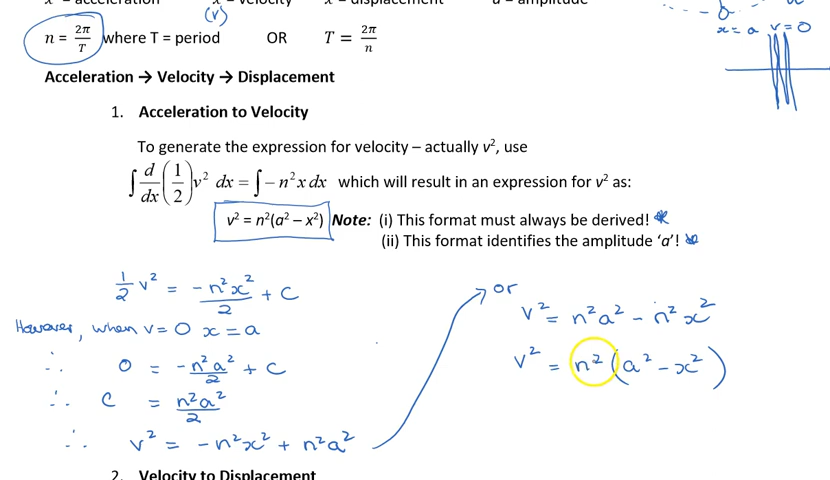 (v)
n = 2π/T where T = period OR T = 2π/n
x = a v = 0
Acceleration → Velocity → Displacement
1. Acceleration to Velocity
To generate the expression for velocity – actually v², use
∫ d/dx (1/2) v² dx = ∫ – n²x dx which will result in an expression for v² as:
v² = n²(a² – x²) Note: (i) This format must always be derived! *
(ii) This format identifies the amplitude ‘a’! *
1/2 v² = -n²x²/2 + C
However, when v = 0 x = a
∴ 0 = -n²a²/2 + C
∴ C = n²a²/2
∴ v² = -n²x² + n²a²
or
v² = n²a² - n²x²
v² = n²(a² - x²)
2. Velocity to Displacement